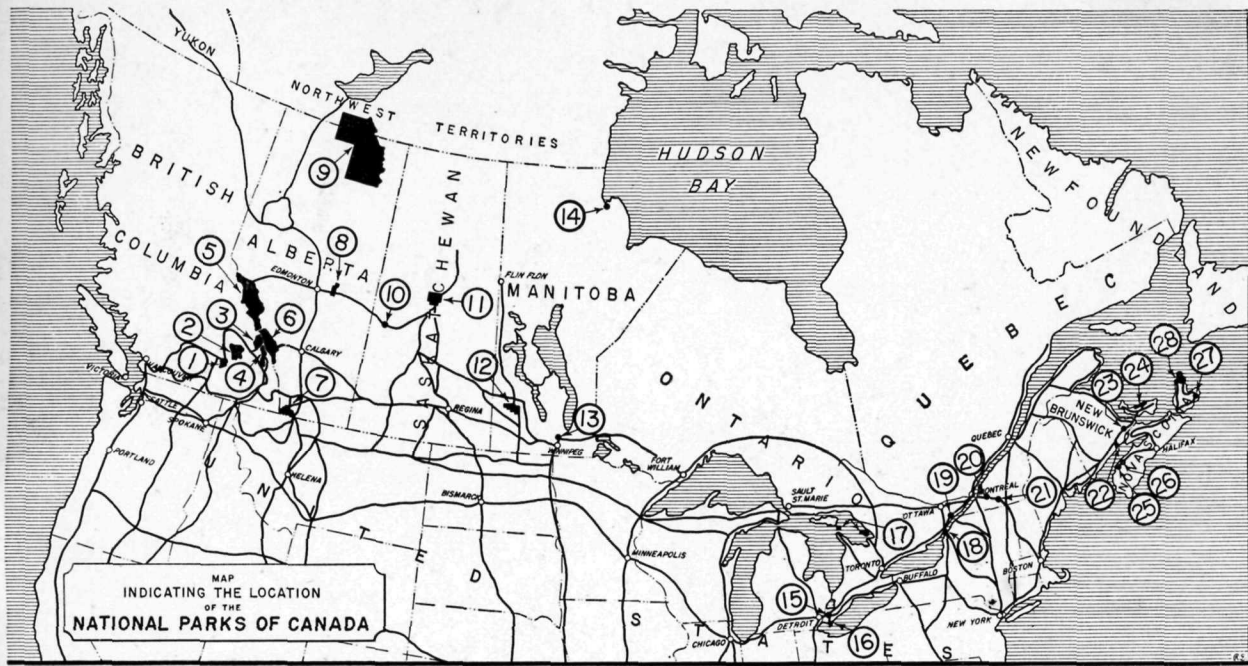 YUKON
NORTHWEST TERRITORIES
HUDSON
BAY
NEWFOUNDLAND
BRITISH
COLUMBIA
ALBERTA
SASKATCHEWAN
MANITOBA
ONTARIO
QUEBEC
NEW
BRUNSWICK
NOVA SCOTIA
UNITED STATES
9
14
5
8
EDMONTON
FLIN FLON
10
11
3
6
2
1
4
CALGARY
7
12
28
27
24
23
VICTORIA
VANCOUVER
SEATTLE
SPOKANE
REGINA
13
WINNIPEG
FORT
WILLIAM
QUEBEC
HALIFAX
PORTLAND
HELENA
BISMARCK
SAULT
ST. MARIE
19
20
OTTAWA
MONTREAL
21
22
26
25
17
18
MINNEAPOLIS
TORONTO
BUFFALO
BOSTON
15
DETROIT
16
NEW YORK
CHICAGO
MAP
INDICATING THE LOCATION
OF THE
NATIONAL PARKS OF CANADA